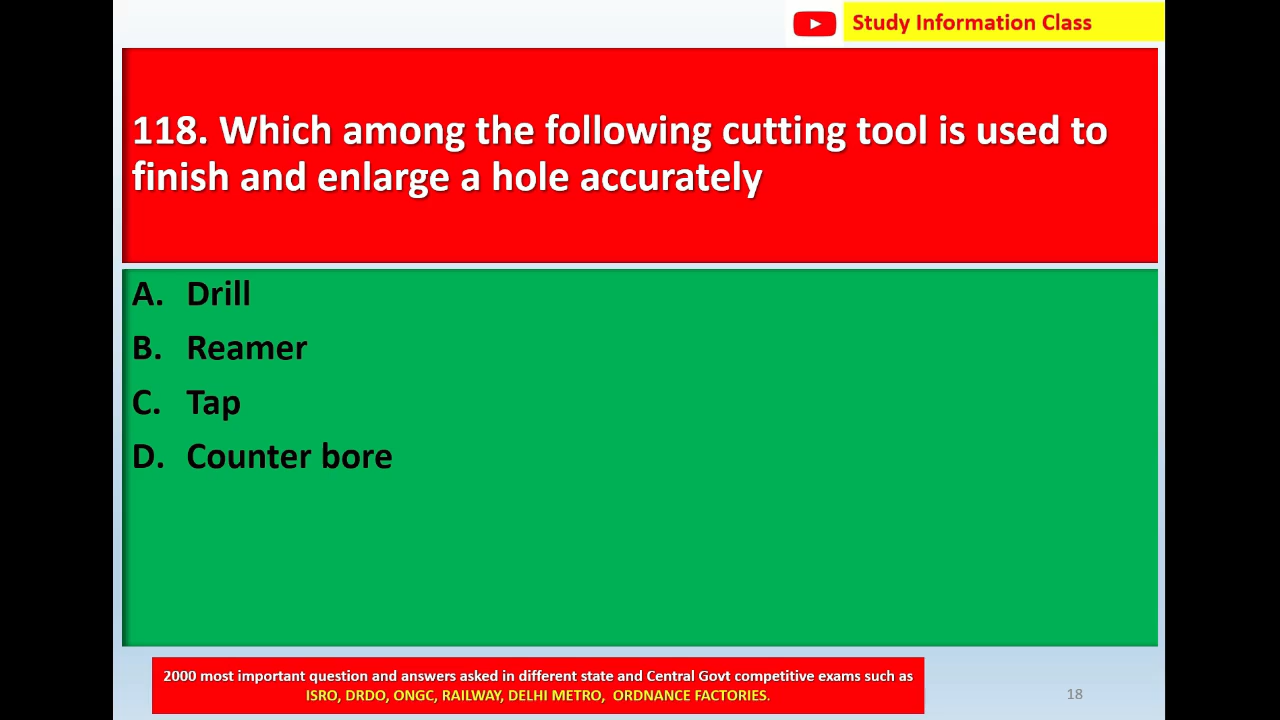 Study Information Class
118. Which among the following cutting tool is used to
finish and enlarge a hole accurately
A. Drill
B. Reamer
C. Tap
D. Counter bore
2000 most important question and answers asked in different state and Central Govt competitive exams such as
ISRO, DRDO, ONGC, RAILWAY, DELHI METRO, ORDNANCE FACTORIES.
18